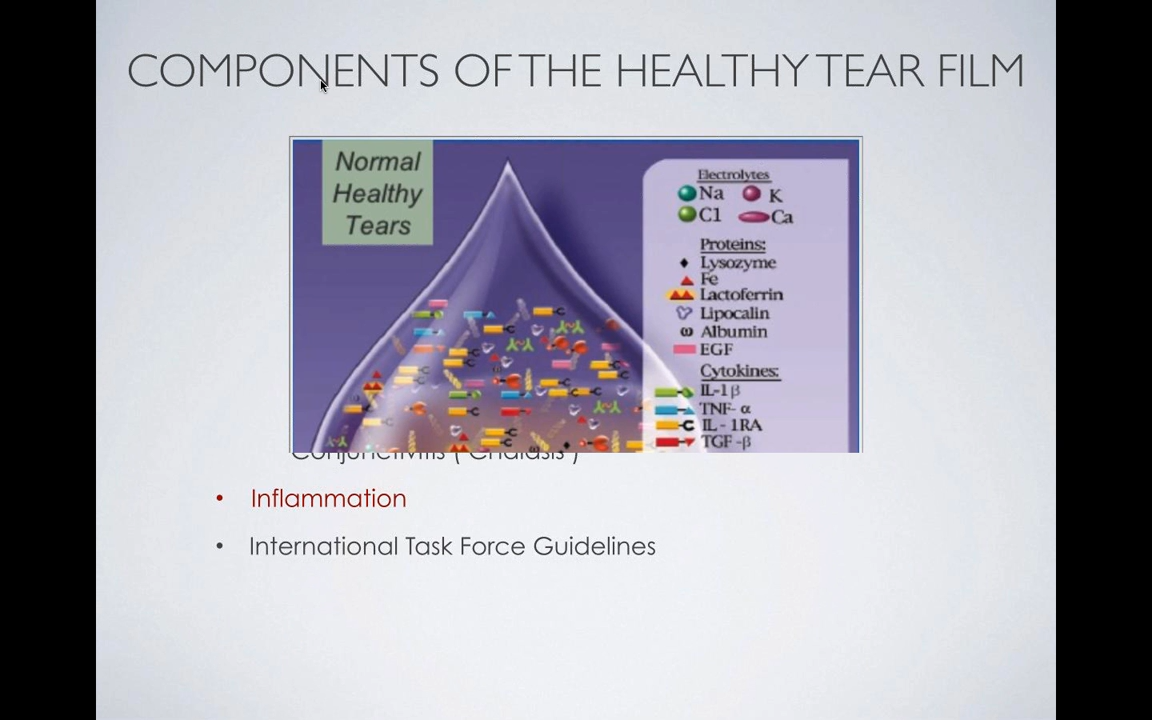 COMPONENTS OF THE HEALTHY TEAR FILM
Normal
Healthy
Tears
Electrolytes
Na K
C1 Ca
Proteins:
Lysozyme
Fe
Lactoferrin
Lipocalin
Albumin
EGF
Cytokines:
IL-1β
TNF- α
IL - 1RA
TGF -β
• Inflammation
• International Task Force Guidelines